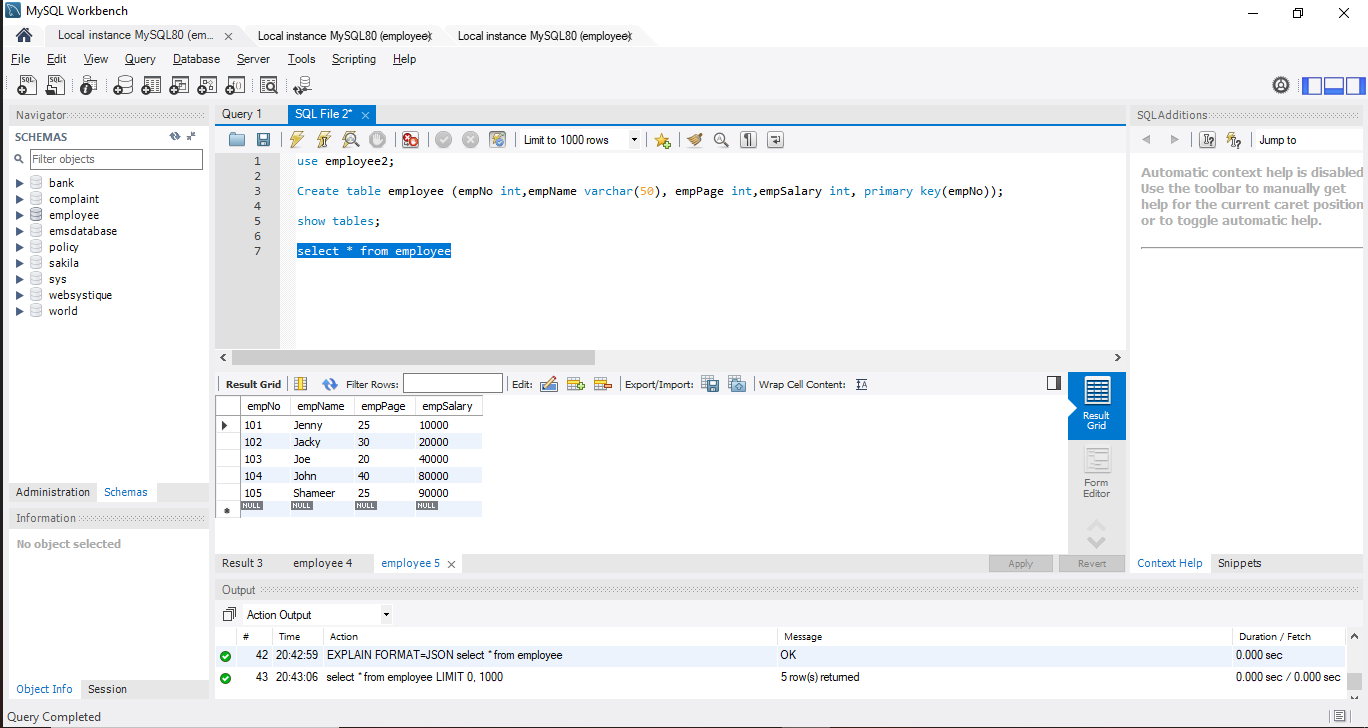 MySQL Workbench
Local instance MySQL80 (em... × Local instance MySQL80 (employee) Local instance MySQL80 (employee)
File Edit View Query Database Server Tools Scripting Help
Navigator
SCHEMAS
Filter objects
bank
complaint
employee
emsdatabase
policy
sakila
sys
websystique
world
Administration Schemas
Information
No object selected
Object Info Session
Query 1 SQL File 2* ×
Limit to 1000 rows
1 use employee2;
2
3 Create table employee (empNo int,empName varchar(50), empPage int,empSalary int, primary key(empNo));
4
5 show tables;
6
7 select * from employee
Result Grid Filter Rows: Edit: Export/Import: Wrap Cell Content:
empNo empName empPage empSalary
101 Jenny 25 10000
102 Jacky 30 20000
103 Joe 20 40000
104 John 40 80000
105 Shameer 25 90000
NULL NULL NULL NULL
Result Grid
Form Editor
Result 3 employee 4 employee 5 ×
Apply Revert
SQLAdditions
Jump to
Automatic context help is disabled
Use the toolbar to manually get
help for the current caret position
or to toggle automatic help.
Context Help Snippets
Output
Action Output
# Time Action Message Duration / Fetch
42 20:42:59 EXPLAIN FORMAT=JSON select * from employee OK 0.000 sec
43 20:43:06 select * from employee LIMIT 0, 1000 5 row(s) returned 0.000 sec / 0.000 sec
Query Completed